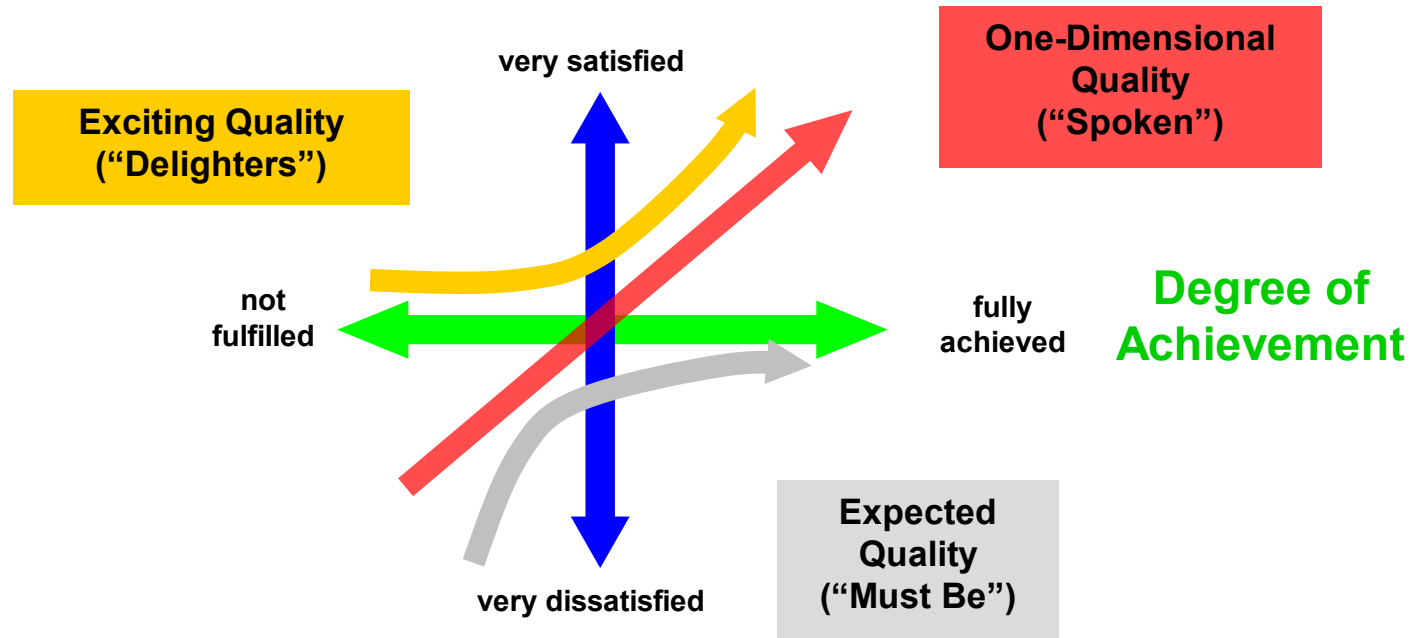 very satisfied
One-Dimensional
Quality
(“Spoken”)
Exciting Quality
(“Delighters”)
not
fulfilled
fully
achieved
Degree of
Achievement
Expected
Quality
(“Must Be”)
very dissatisfied